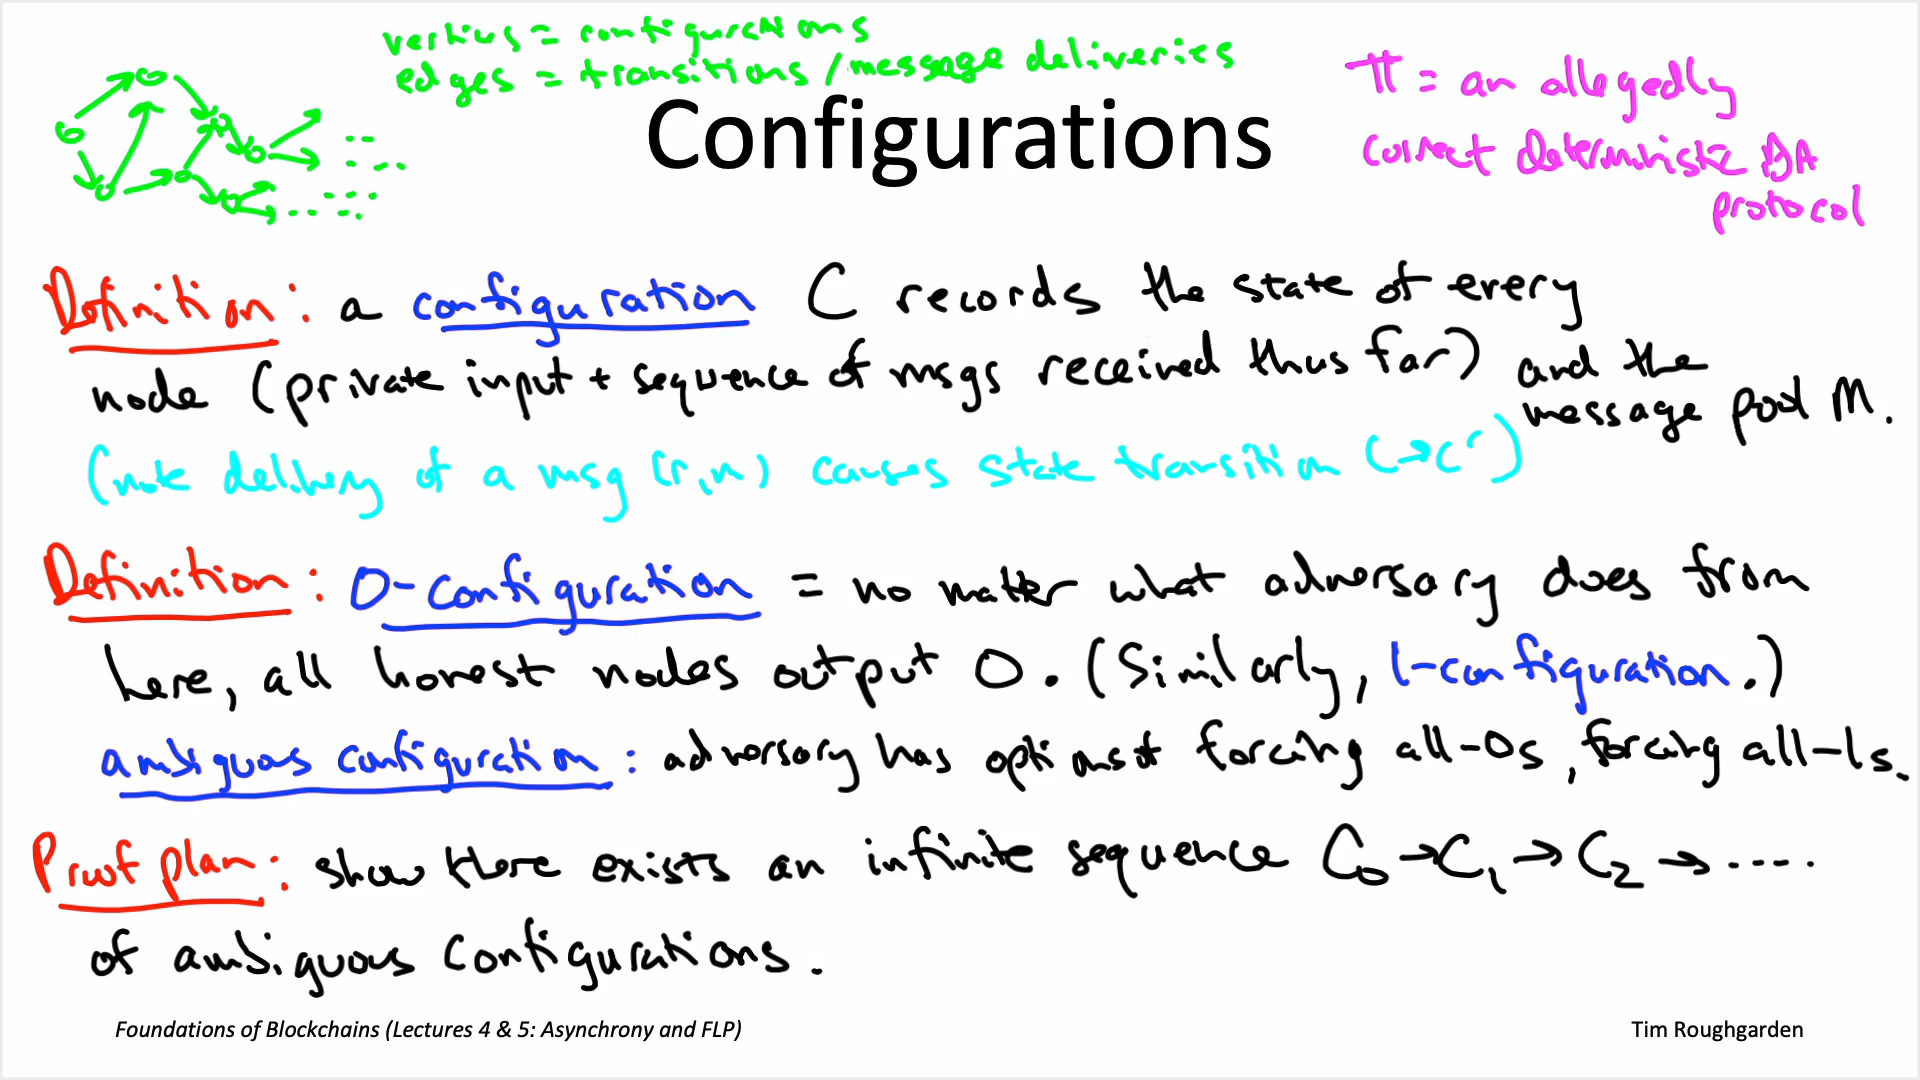 vertices = configurations
edges = transitions / message deliveries
π = an allegedly
correct deterministic BA
protocol
Configurations
Definition: a configuration C records the state of every
node (private input + sequence of msgs received thus far) and the
message pool M.
(note delivery of a msg (r,m) causes state transition C→C')
Definition: 0-configuration = no matter what adversary does from
here, all honest nodes output 0. (Similarly, 1-configuration.)
ambiguous configuration: adversary has options of forcing all-0s, forcing all-1s.
Proof plan: show there exists an infinite sequence C₀→C₁→C₂→....
of ambiguous configurations.
Foundations of Blockchains (Lectures 4 & 5: Asynchrony and FLP)
Tim Roughgarden